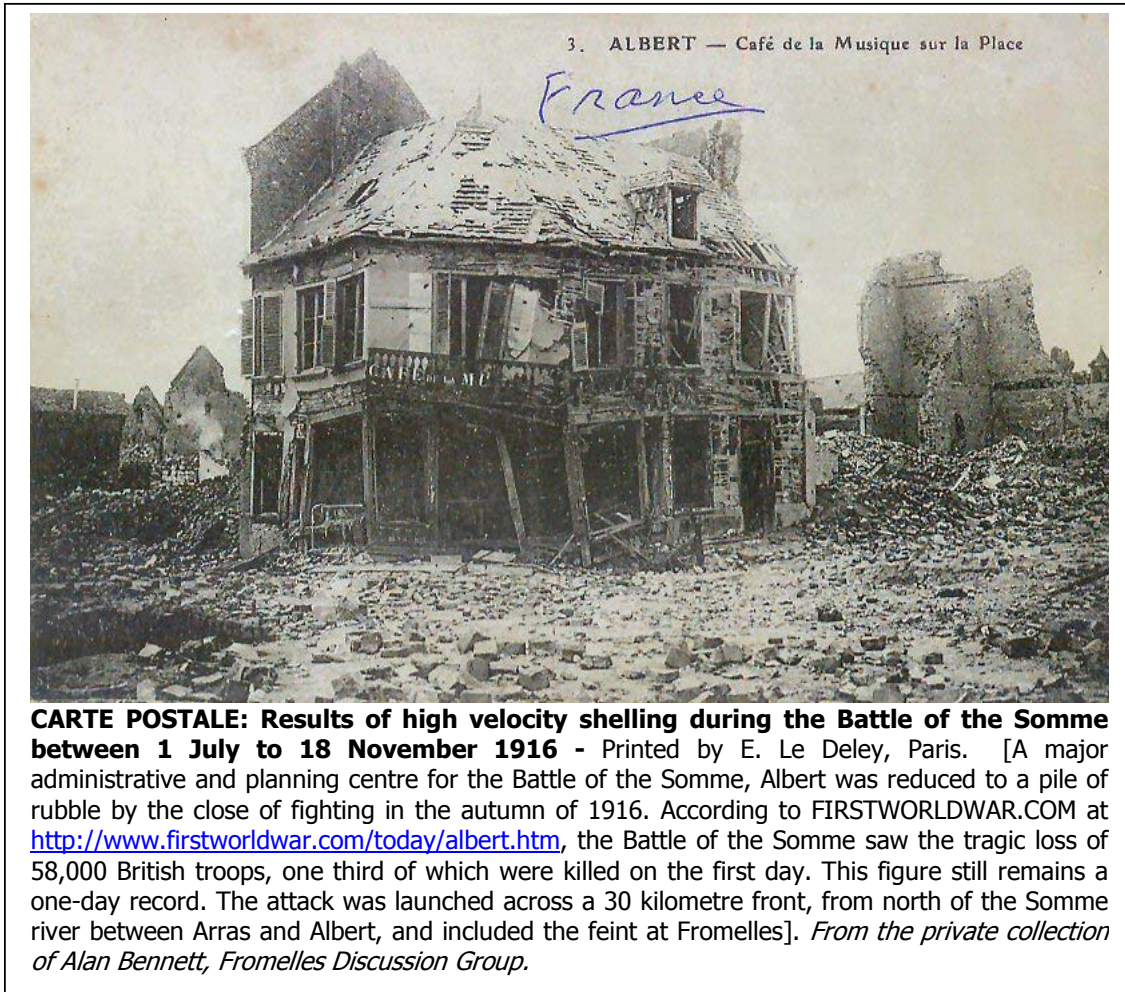 3. ALBERT — Café de la Musique sur la Place
France
CAFÉ DE LA MU
CARTE POSTALE: Results of high velocity shelling during the Battle of the Somme
between 1 July to 18 November 1916 - Printed by E. Le Deley, Paris. [A major
administrative and planning centre for the Battle of the Somme, Albert was reduced to a pile of
rubble by the close of fighting in the autumn of 1916. According to FIRSTWORLDWAR.COM at
http://www.firstworldwar.com/today/albert.htm, the Battle of the Somme saw the tragic loss of
58,000 British troops, one third of which were killed on the first day. This figure still remains a
one-day record. The attack was launched across a 30 kilometre front, from north of the Somme
river between Arras and Albert, and included the feint at Fromelles]. From the private collection
of Alan Bennett, Fromelles Discussion Group.